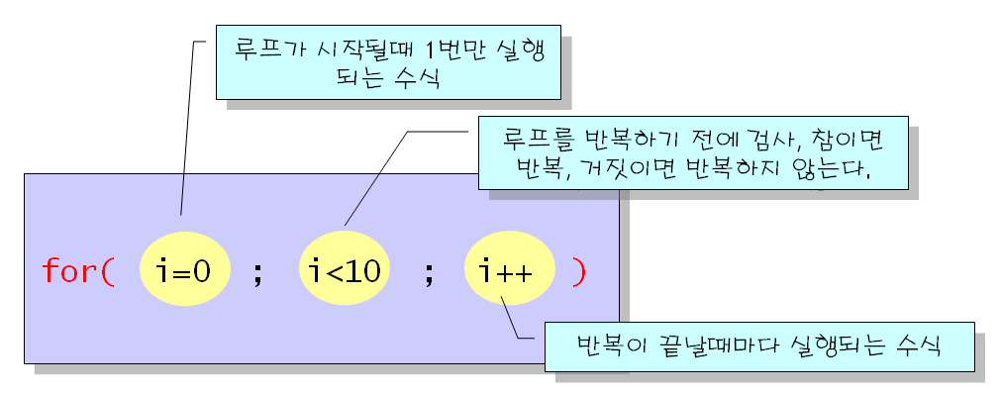 루프가 시작될때 1번만 실행
되는 수식
루프를 반복하기 전에 검사, 참이면
반복, 거짓이면 반복하지 않는다.
for( i=0 ; i<10 ; i++ )
반복이 끝날때마다 실행되는 수식